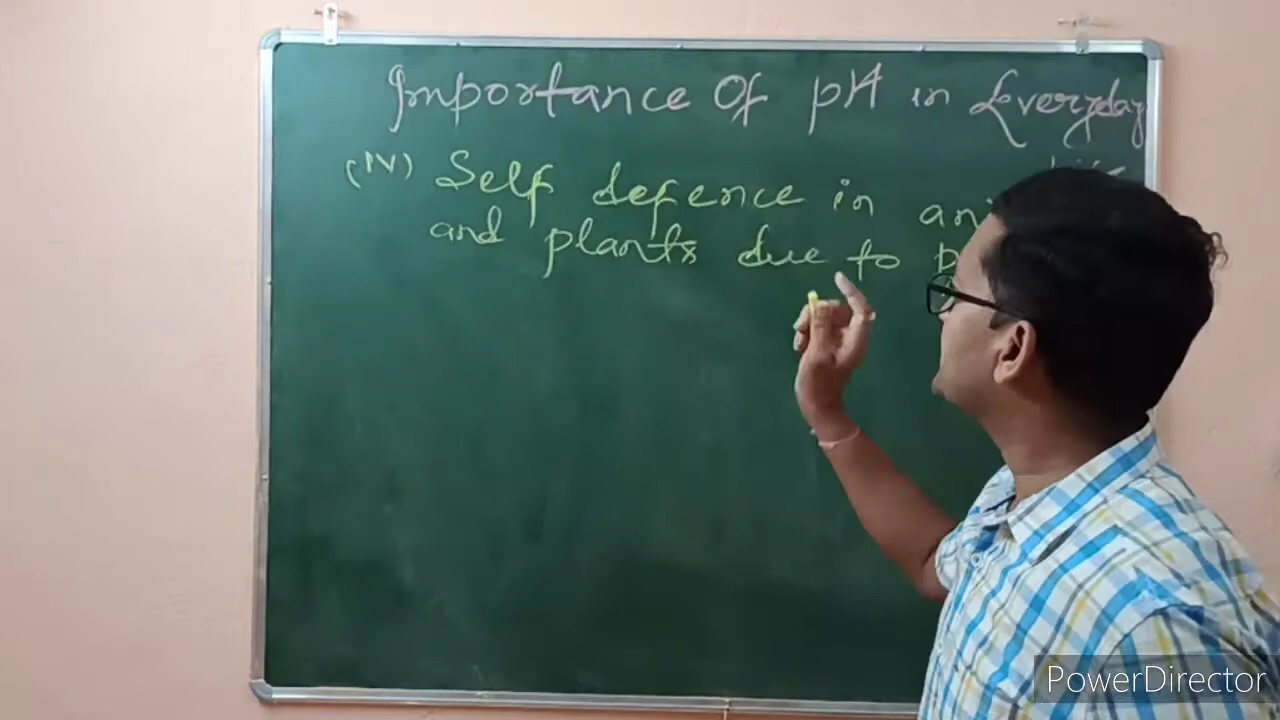 Importance Of pH in Everyday
(IV) Self defence in ani
and plants due to
PowerDirector